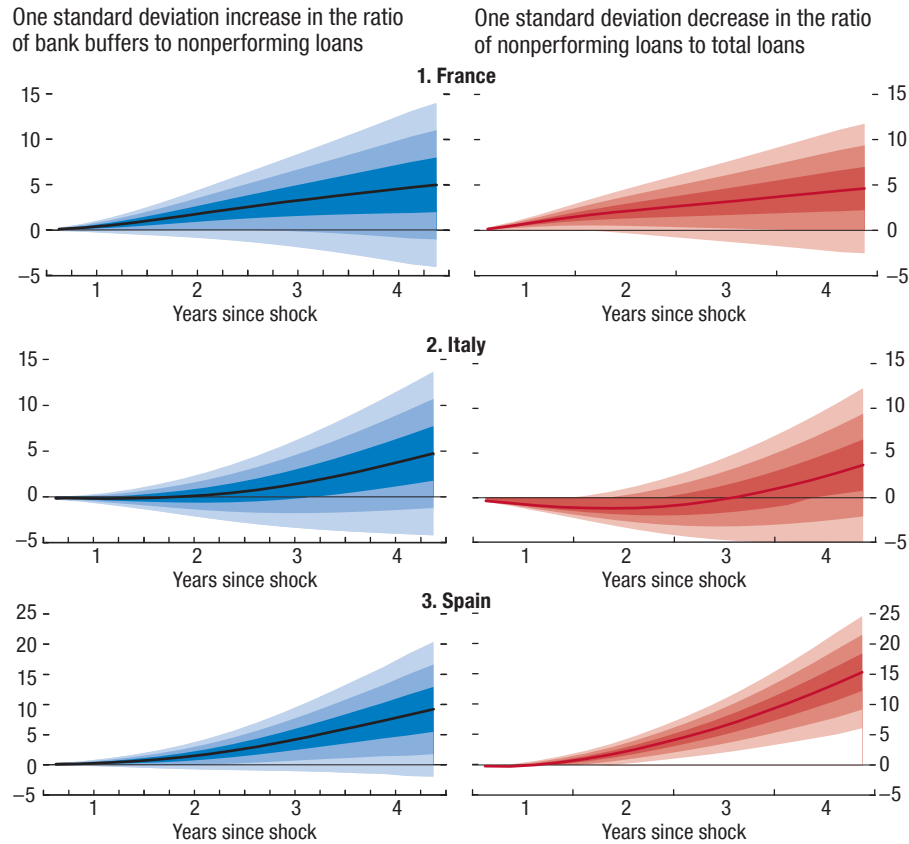 One standard deviation increase in the ratio
of bank buffers to nonperforming loans
One standard deviation decrease in the ratio
of nonperforming loans to total loans
1. France
15
10
5
0
–5
1 2 3 4
Years since shock
15
10
5
0
–5
1 2 3 4
Years since shock
2. Italy
15
10
5
0
–5
1 2 3 4
Years since shock
15
10
5
0
–5
1 2 3 4
Years since shock
3. Spain
25
20
15
10
5
0
–5
1 2 3 4
Years since shock
25
20
15
10
5
0
–5
1 2 3 4
Years since shock